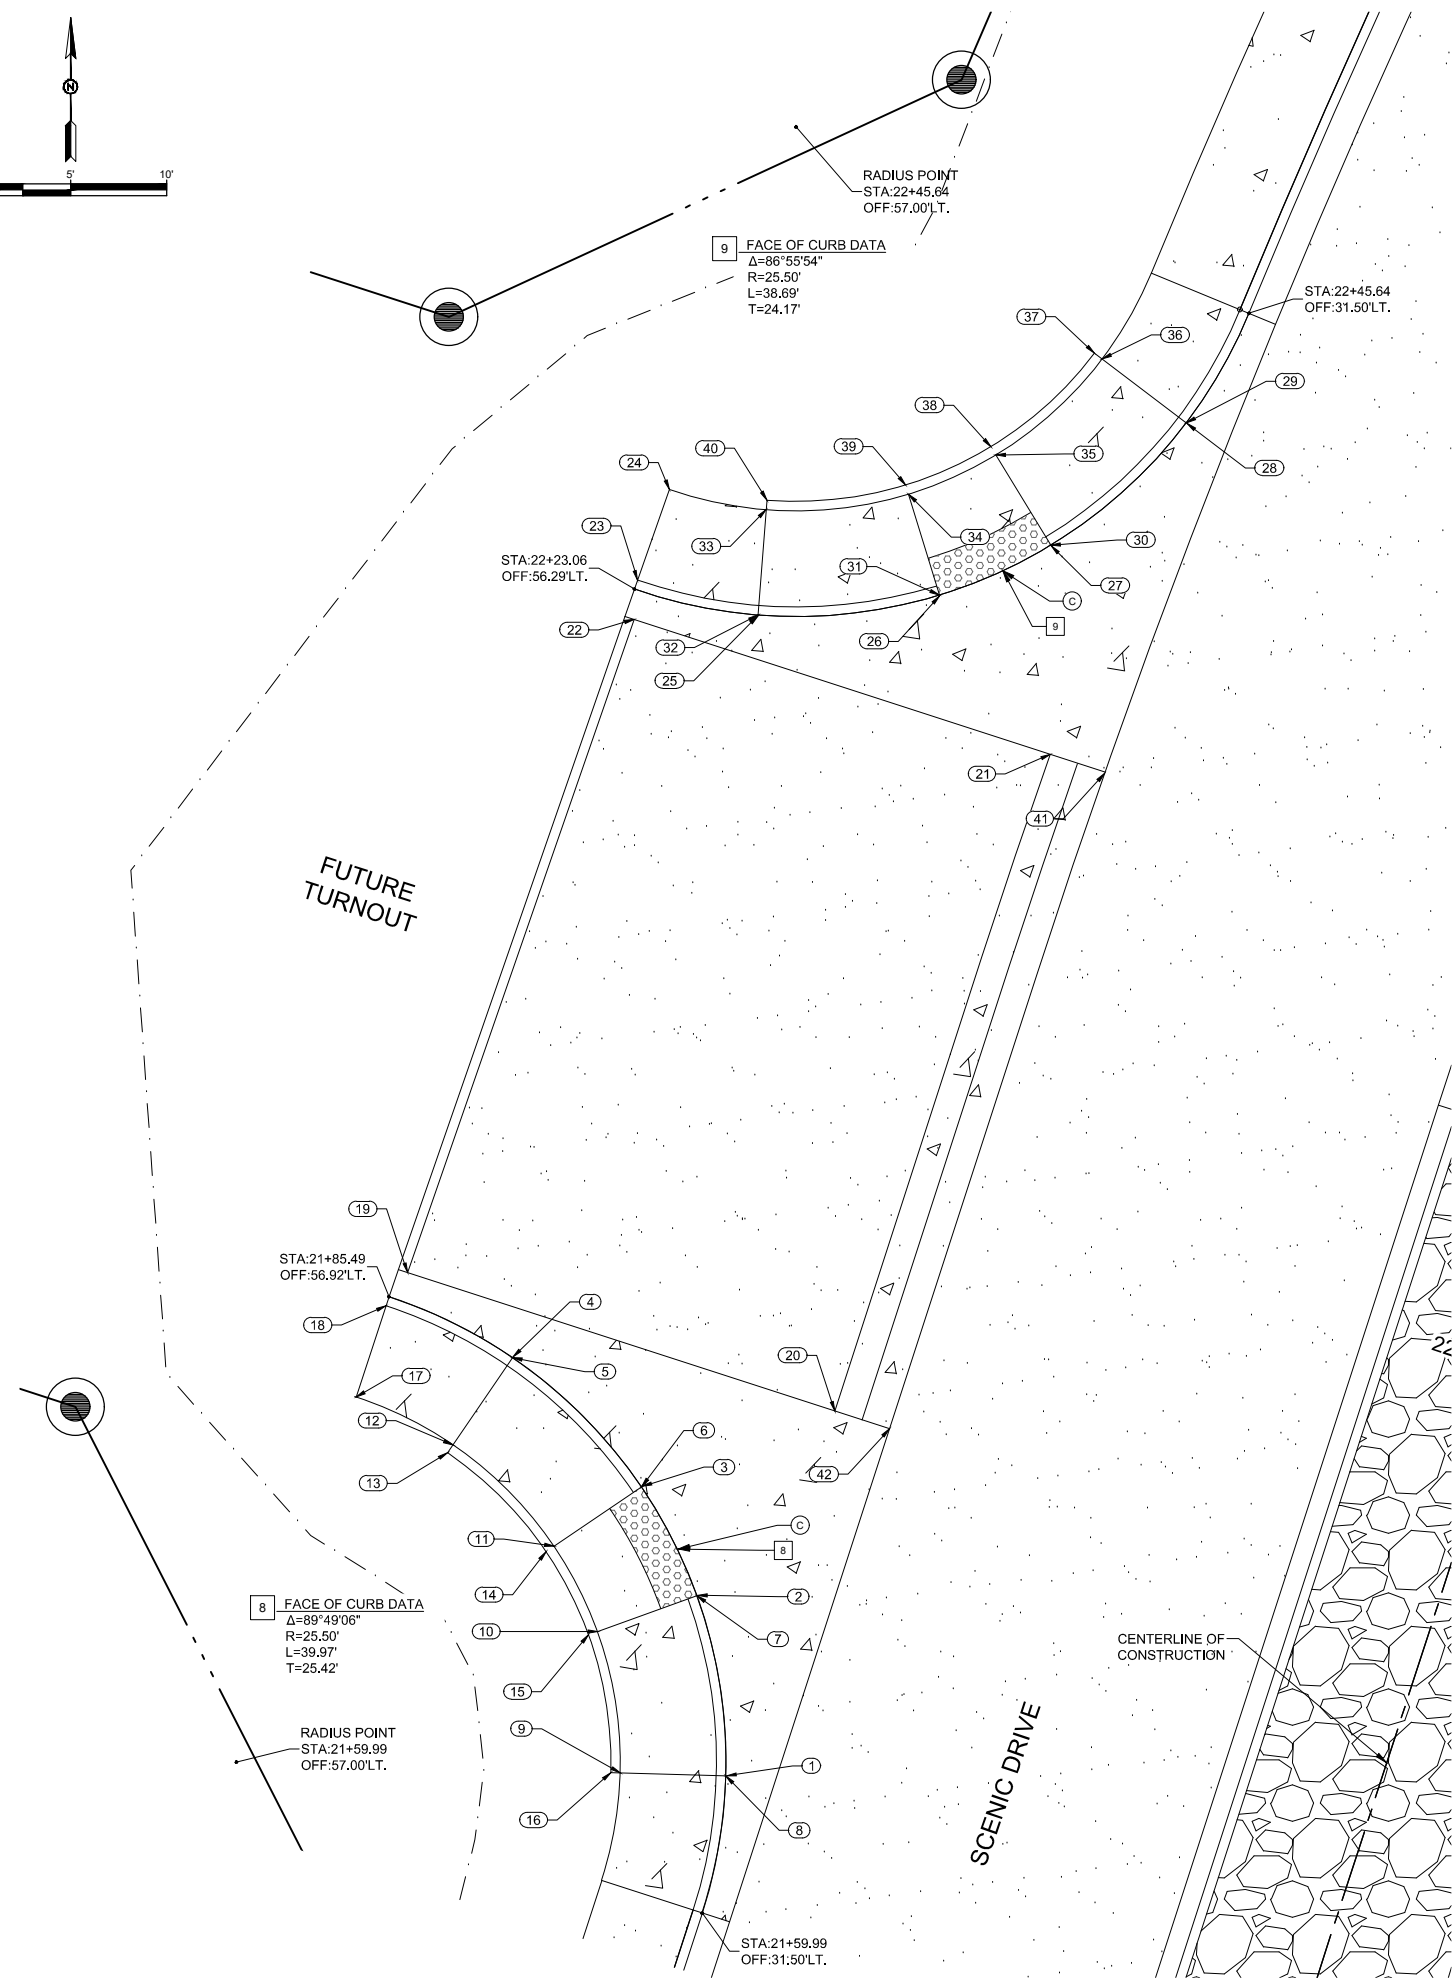 N
5'
10'
RADIUS POINT
STA:22+45.64
OFF:57.00'LT.
9 FACE OF CURB DATA
Δ=86°55'54"
R=25.50'
L=38.69'
T=24.17'
STA:22+45.64
OFF:31.50'LT.
37
36
29
38
39
35
40
28
24
23
33
34
30
STA:22+23.06
OFF:56.29'LT.
31
27
C
22
32
26
9
25
21
41
FUTURE
TURNOUT
19
STA:21+85.49
OFF:56.92'LT.
4
18
20
5
17
12
6
3
13
42
C
11
8
14
2
8 FACE OF CURB DATA
Δ=89°49'06"
R=25.50'
L=39.97'
T=25.42'
10
7
CENTERLINE OF
CONSTRUCTION
15
RADIUS POINT
STA:21+59.99
OFF:57.00'LT.
9
1
16
8
SCENIC DRIVE
STA:21+59.99
OFF:31.50'LT.